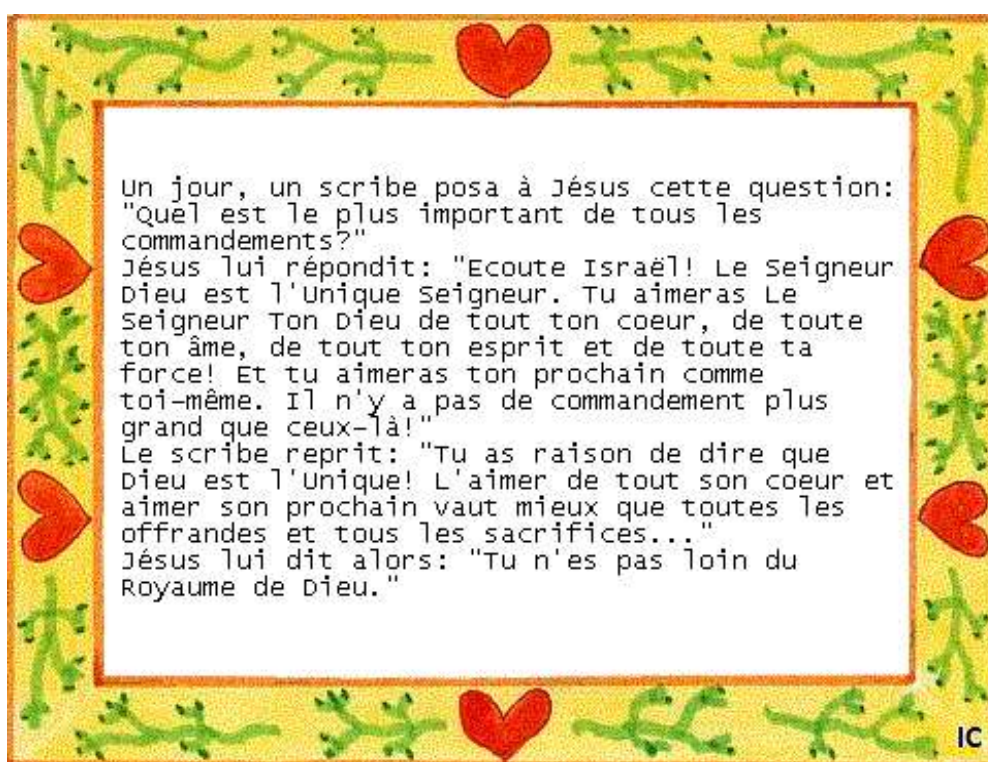 Un jour, un scribe posa à Jésus cette question:
"Quel est le plus important de tous les
commandements?"
Jésus lui répondit: "Ecoute Israël! Le Seigneur
Dieu est l'Unique Seigneur. Tu aimeras Le
Seigneur Ton Dieu de tout ton coeur, de toute
ton âme, de tout ton esprit et de toute ta
force! Et tu aimeras ton prochain comme
toi-même. Il n'y a pas de commandement plus
grand que ceux-là!"
Le scribe reprit: "Tu as raison de dire que
Dieu est l'Unique! L'aimer de tout son coeur et
aimer son prochain vaut mieux que toutes les
offrandes et tous les sacrifices..."
Jésus lui dit alors: "Tu n'es pas loin du
Royaume de Dieu."
IC